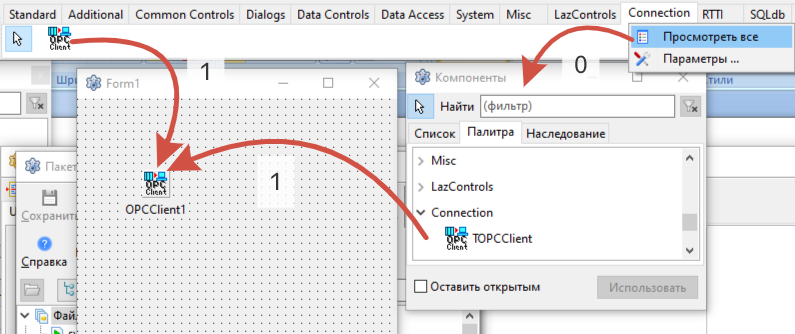 Standard Additional Common Controls Dialogs Data Controls Data Access System Misc LazControls Connection RTTI SQLdb
OPC
Client
Просмотреть все
Параметры ...
1
0
Form1
Компоненты
Найти (фильтр)
Список Палитра Наследование
Misc
LazControls
Connection
OPC
Client
TOPCClient
Оставить открытым Использовать
OPC
Client
OPCClient1
1
Пакет
Сохранить
Справка